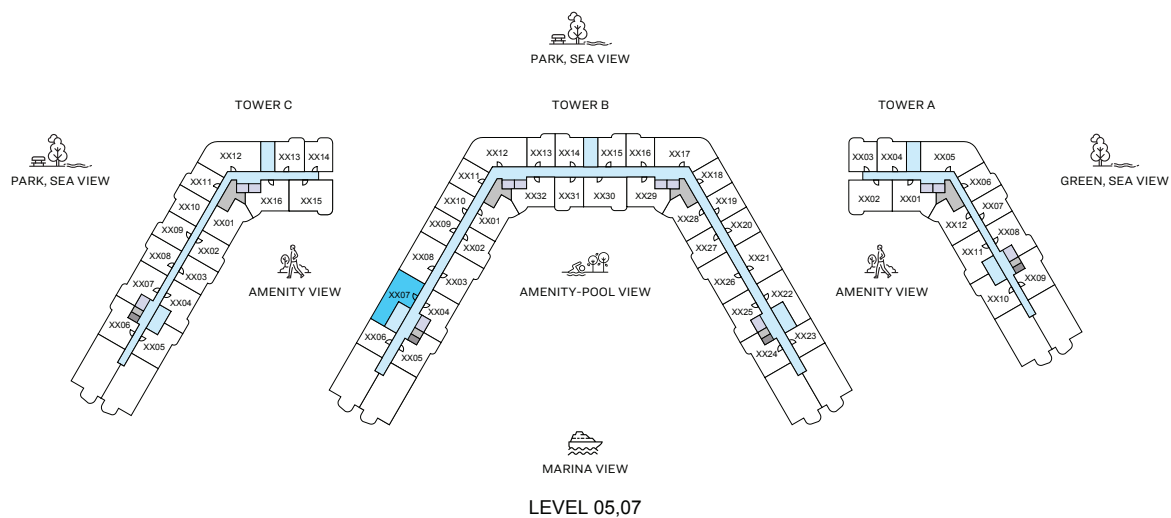 PARK, SEA VIEW
TOWER C
TOWER B
TOWER A
PARK, SEA VIEW
GREEN, SEA VIEW
XX12
XX13
XX14
XX11
XX10
XX09
XX08
XX07
XX06
XX16
XX15
XX01
XX02
XX03
XX04
XX05
XX12
XX13
XX14
XX15
XX16
XX17
XX11
XX10
XX09
XX08
XX07
XX06
XX32
XX31
XX30
XX29
XX01
XX02
XX03
XX04
XX05
XX18
XX19
XX20
XX21
XX22
XX23
XX28
XX27
XX26
XX25
XX24
XX03
XX04
XX05
XX02
XX01
XX06
XX07
XX08
XX09
XX12
XX11
XX10
AMENITY VIEW
AMENITY-POOL VIEW
AMENITY VIEW
MARINA VIEW
LEVEL 05,07